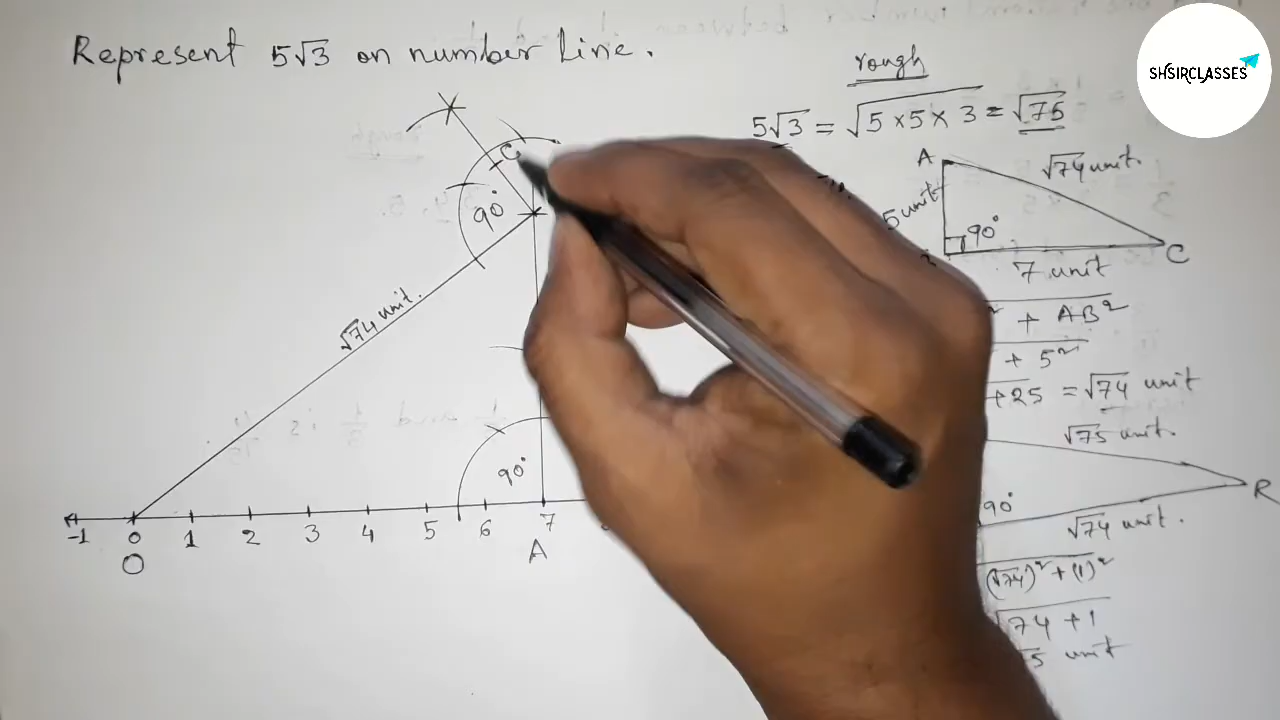 Represent 5√3 on number line.
rough
5√3 = √5×5×3 = √75
SHSIRCLASSES
A
√74 unit.
5 unit
90°
7 unit
C
+ AB²
+ 5²
+25 = √74 unit
√75 unit.
90°
R
√74 unit.
(√74)² + (1)²
√74 + 1
unit
C
90°
√74 unit.
90°
-1 0 1 2 3 4 5 6 7
O A